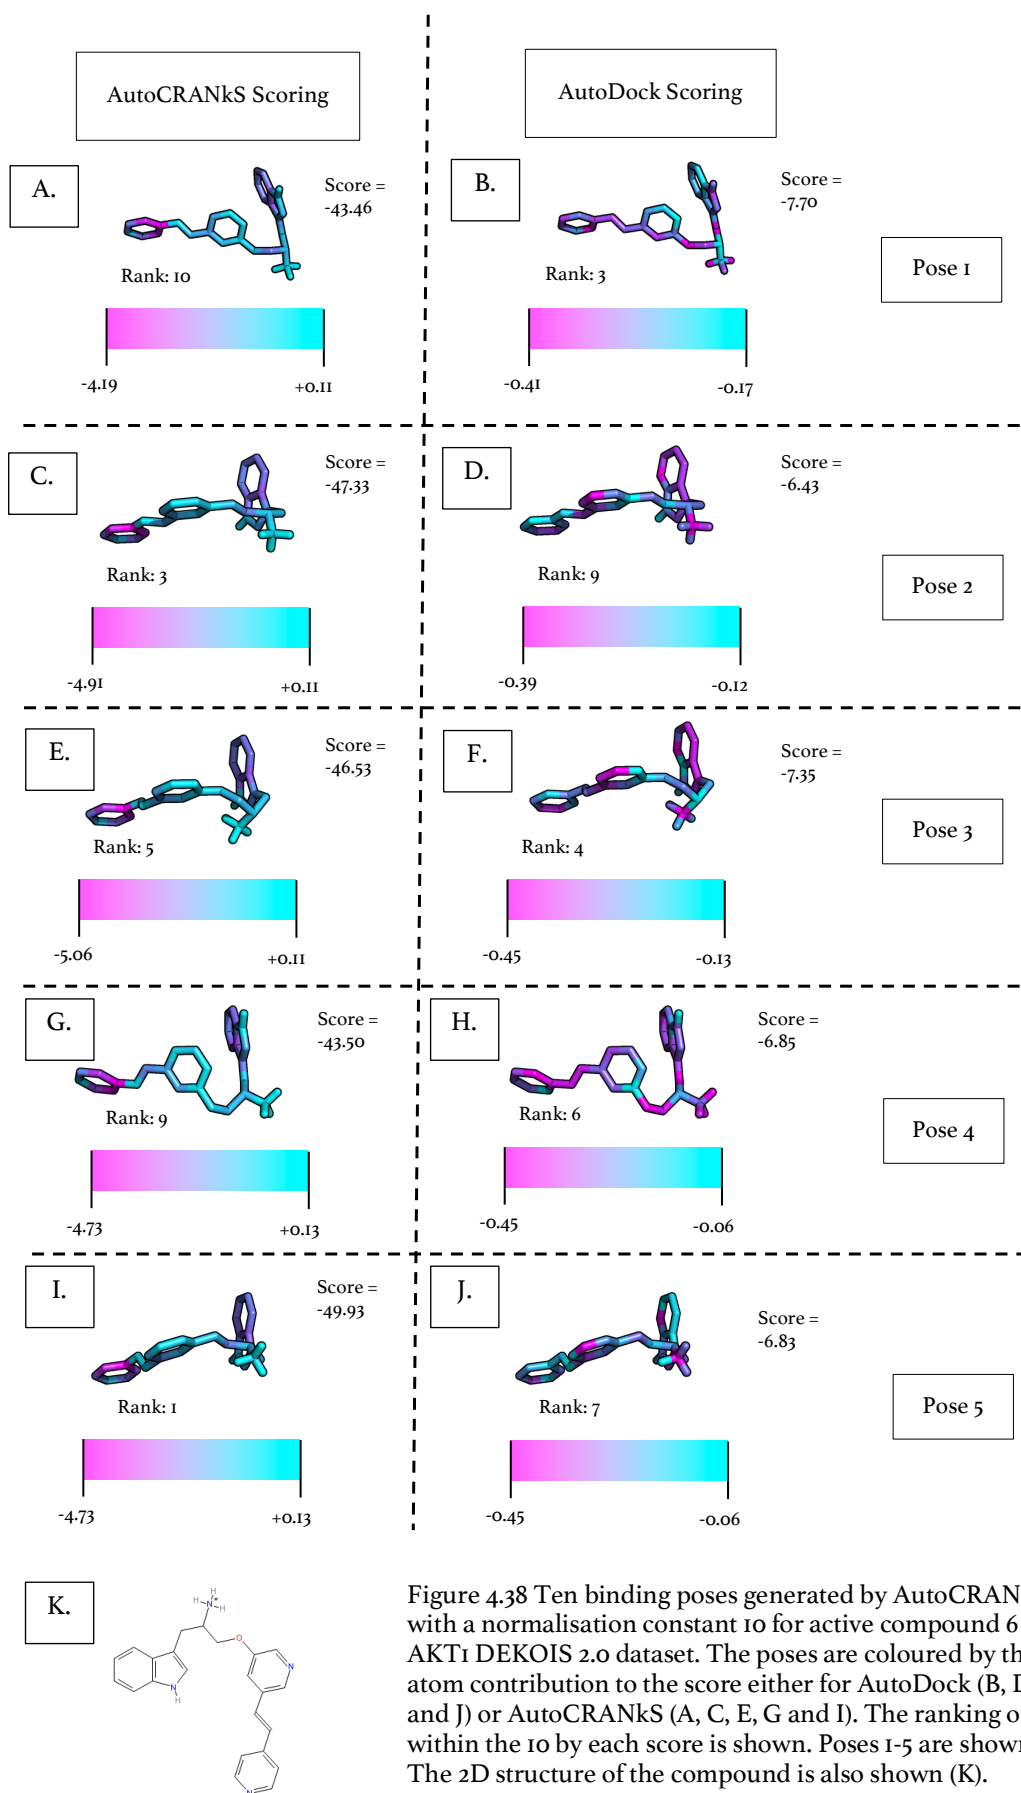 AutoCRANkS Scoring
AutoDock Scoring
A.
Score =
-43.46
Rank: 10
-4.19
+0.11
B.
Score =
-7.70
Rank: 3
-0.41
-0.17
Pose 1
C.
Score =
-47.33
Rank: 3
-4.91
+0.11
D.
Score =
-6.43
Rank: 9
-0.39
-0.12
Pose 2
E.
Score =
-46.53
Rank: 5
-5.06
+0.11
F.
Score =
-7.35
Rank: 4
-0.45
-0.13
Pose 3
G.
Score =
-43.50
Rank: 9
-4.73
+0.13
H.
Score =
-6.85
Rank: 6
-0.45
-0.06
Pose 4
I.
Score =
-49.93
Rank: 1
-4.73
+0.13
J.
Score =
-6.83
Rank: 7
-0.45
-0.06
Pose 5
K.
H
H N+ H
O
N
N
H
N
Figure 4.38 Ten binding poses generated by AutoCRAN
with a normalisation constant 10 for active compound 6
AKT1 DEKOIS 2.0 dataset. The poses are coloured by th
atom contribution to the score either for AutoDock (B, D
and J) or AutoCRANkS (A, C, E, G and I). The ranking o
within the 10 by each score is shown. Poses 1-5 are shown
The 2D structure of the compound is also shown (K).